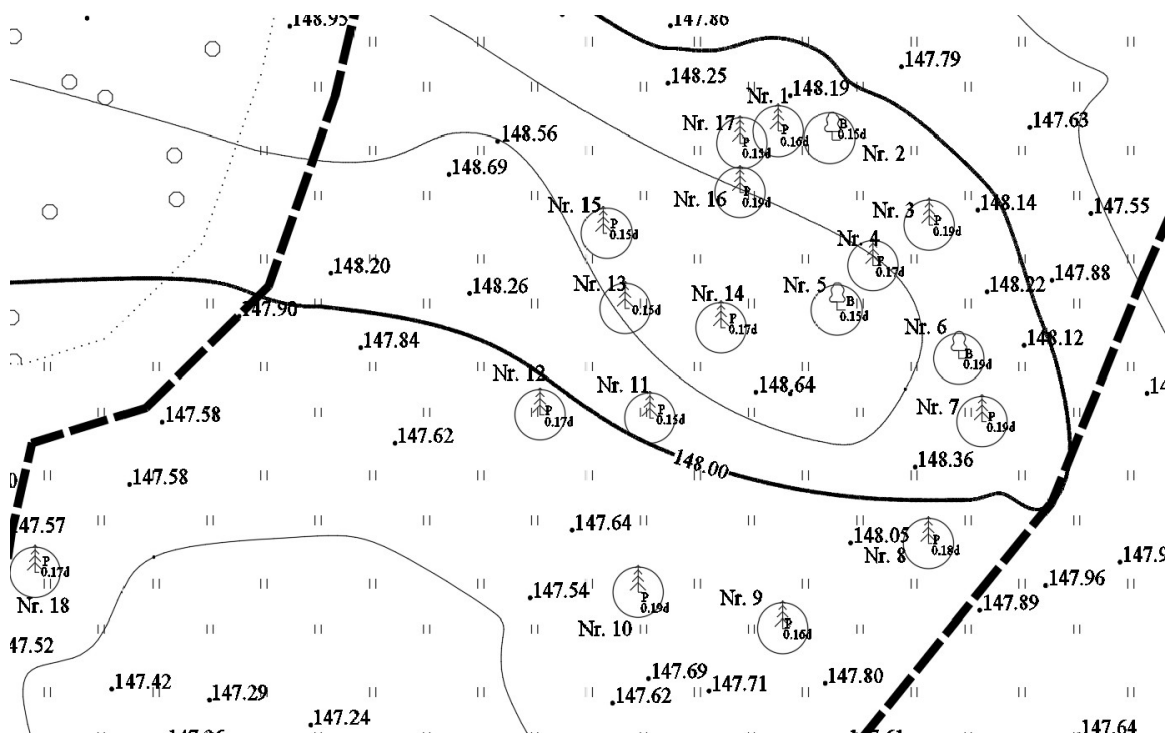 148.95
147.86
148.25
147.79
Nr. 1
148.19
148.56
Nr. 17
P
0.15d
P
0.16d
B
0.15d
147.63
Nr. 2
148.69
Nr. 16
P
0.19d
Nr. 15
P
0.15d
Nr. 3
P
0.19d
148.14
147.55
Nr. 4
P
0.17d
148.20
148.26
Nr. 13
0.15d
Nr. 14
P
0.17d
Nr. 5
B
0.15d
148.22
147.88
147.90
147.84
Nr. 6
B
0.19d
148.12
Nr. 12
P
0.17d
Nr. 11
P
0.15d
148.64
Nr. 7
P
0.19d
147.58
147.62
148.00
148.36
147.58
47.57
147.64
148.05
Nr. 8
P
0.18d
P
0.17d
Nr. 18
147.54
P
0.19d
Nr. 10
Nr. 9
P
0.16d
147.96
147.9
147.89
47.52
147.42
147.29
147.24
147.69
147.62
147.71
147.80
147.64